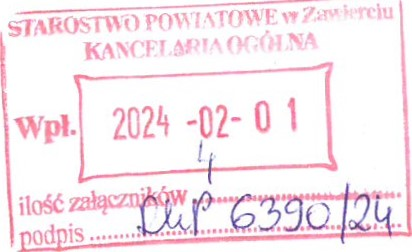 STAROSTWO POWIATOWE w Zawierciu
KANCELARIA OGÓLNA
Wpł. 2024 -02- 0 1
4
ilość załączników ..........
podpis .......... 6390/24